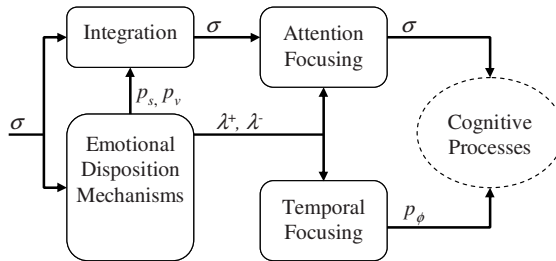 Integration
σ
Attention
Focusing
σ
p_s, p_v
σ
Emotional
Disposition
Mechanisms
λ⁺, λ⁻
Cognitive
Processes
Temporal
Focusing
p_ϕ